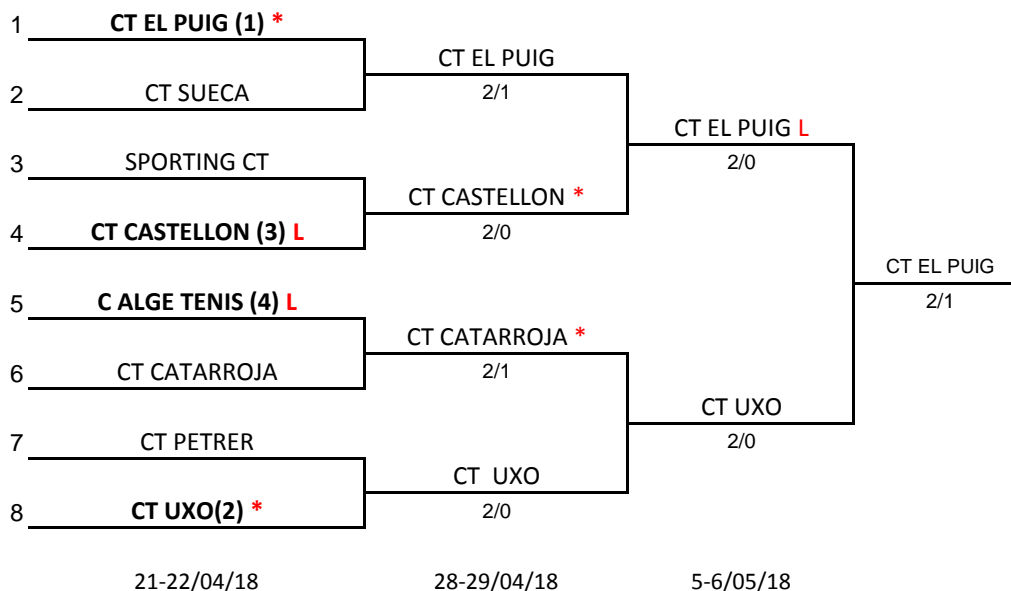 1 CT EL PUIG (1) *
CT EL PUIG
2 CT SUECA
2/1
CT EL PUIG L
3 SPORTING CT
2/0
CT CASTELLON *
4 CT CASTELLON (3) L
2/0
CT EL PUIG
5 C ALGE TENIS (4) L
2/1
CT CATARROJA *
6 CT CATARROJA
2/1
CT UXO
7 CT PETRER
2/0
CT UXO
8 CT UXO(2) *
2/0
21-22/04/18 28-29/04/18 5-6/05/18